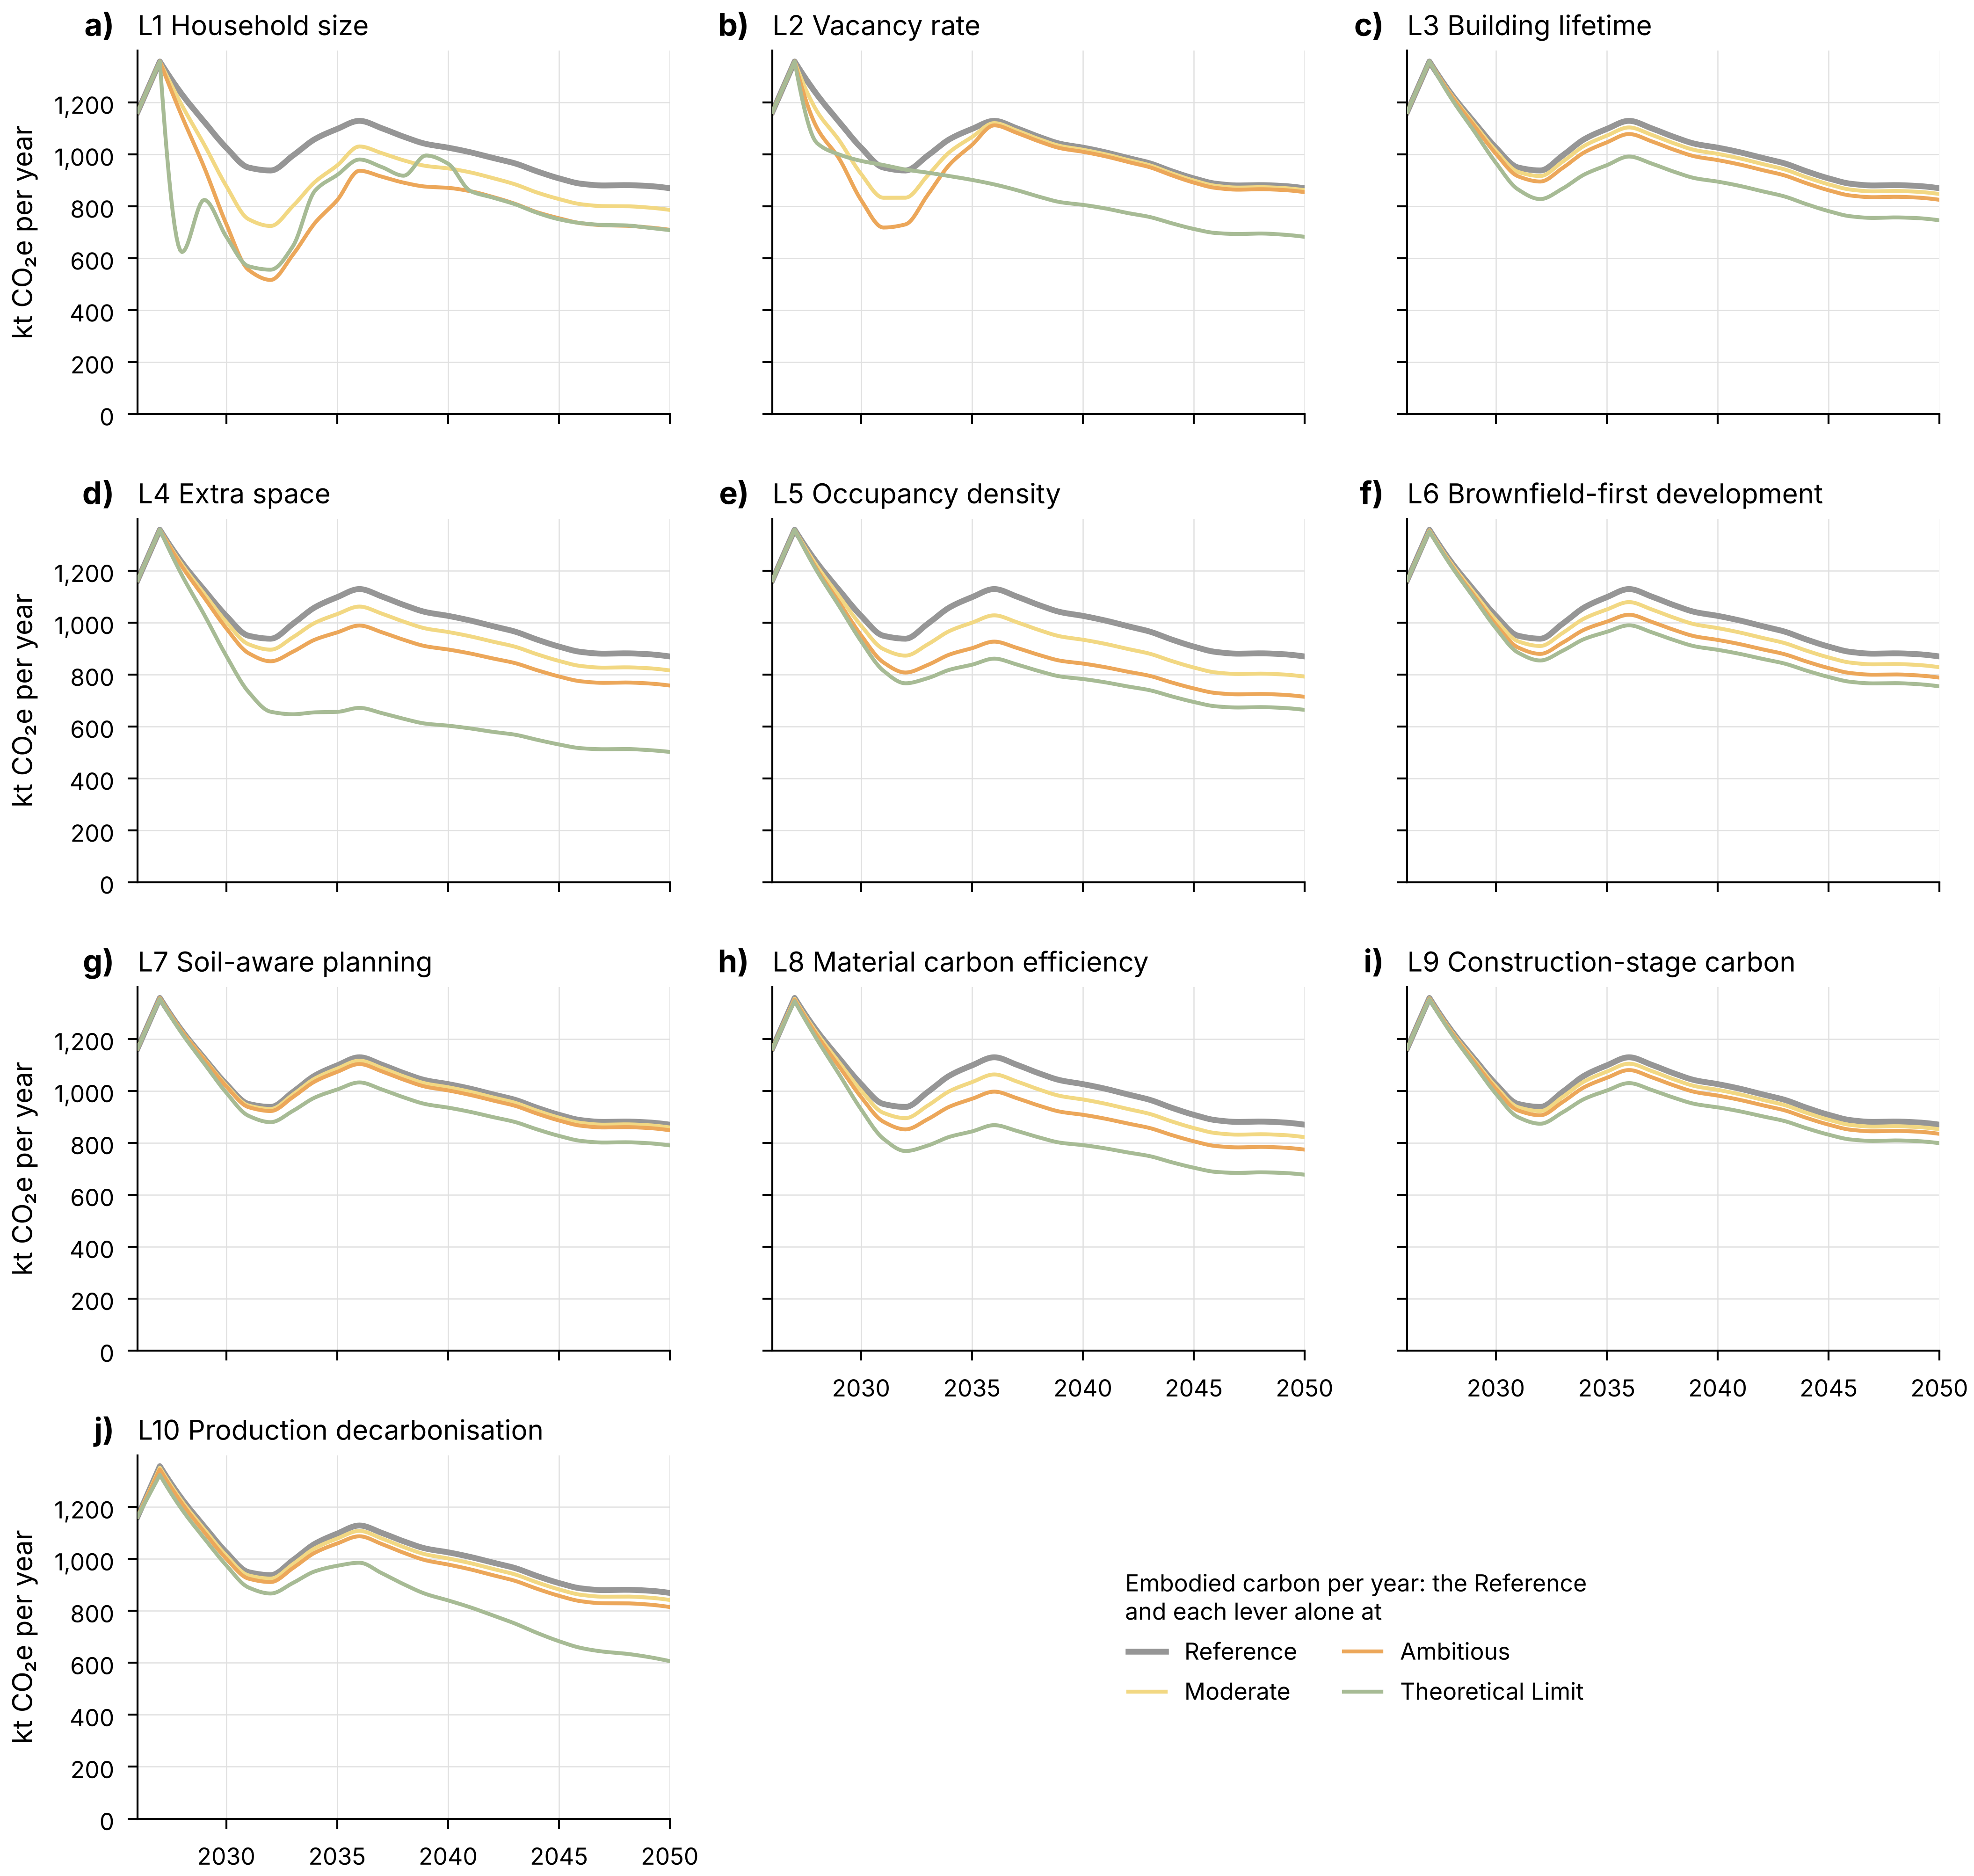 a) L1 Household size
b) L2 Vacancy rate
c) L3 Building lifetime
kt CO₂e per year
1,200
1,000
800
600
400
200
0
d) L4 Extra space
e) L5 Occupancy density
f) L6 Brownfield-first development
kt CO₂e per year
1,200
1,000
800
600
400
200
0
g) L7 Soil-aware planning
h) L8 Material carbon efficiency
i) L9 Construction-stage carbon
kt CO₂e per year
1,200
1,000
800
600
400
200
0
2030 2035 2040 2045 2050
2030 2035 2040 2045 2050
j) L10 Production decarbonisation
kt CO₂e per year
1,200
1,000
800
600
400
200
0
2030 2035 2040 2045 2050
Embodied carbon per year: the Reference
and each lever alone at
Reference
Ambitious
Moderate
Theoretical Limit